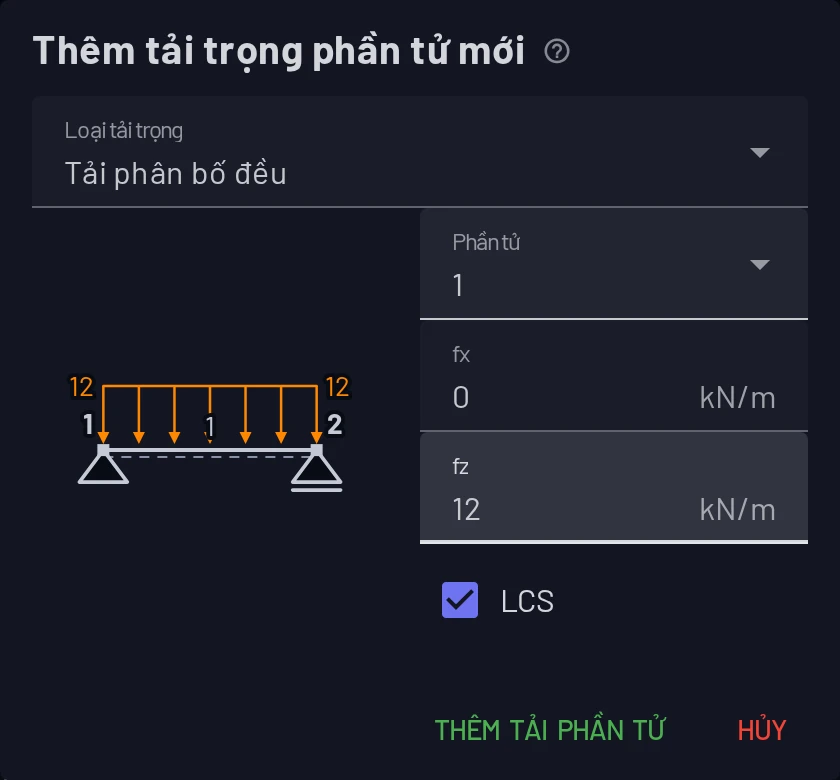 Thêm tải trọng phần tử mới ?
Loại tải trọng
Tải phân bố đều
Phần tử
1
fx
0 kN/m
fz
12 kN/m
12 12
1 1 2
LCS
THÊM TẢI PHẦN TỬ HỦY